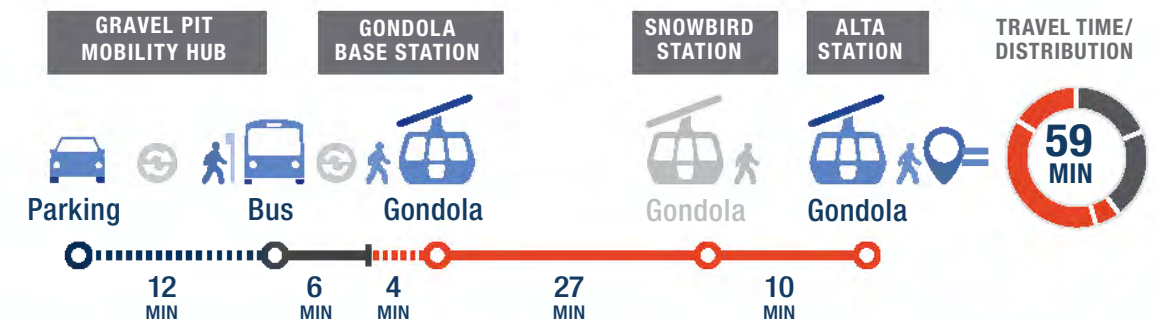 GRAVEL PIT
MOBILITY HUB
GONDOLA
BASE STATION
SNOWBIRD
STATION
ALTA
STATION
TRAVEL TIME/
DISTRIBUTION
59
MIN
Parking
Bus
Gondola
Gondola
Gondola
12
MIN
6
MIN
4
MIN
27
MIN
10
MIN